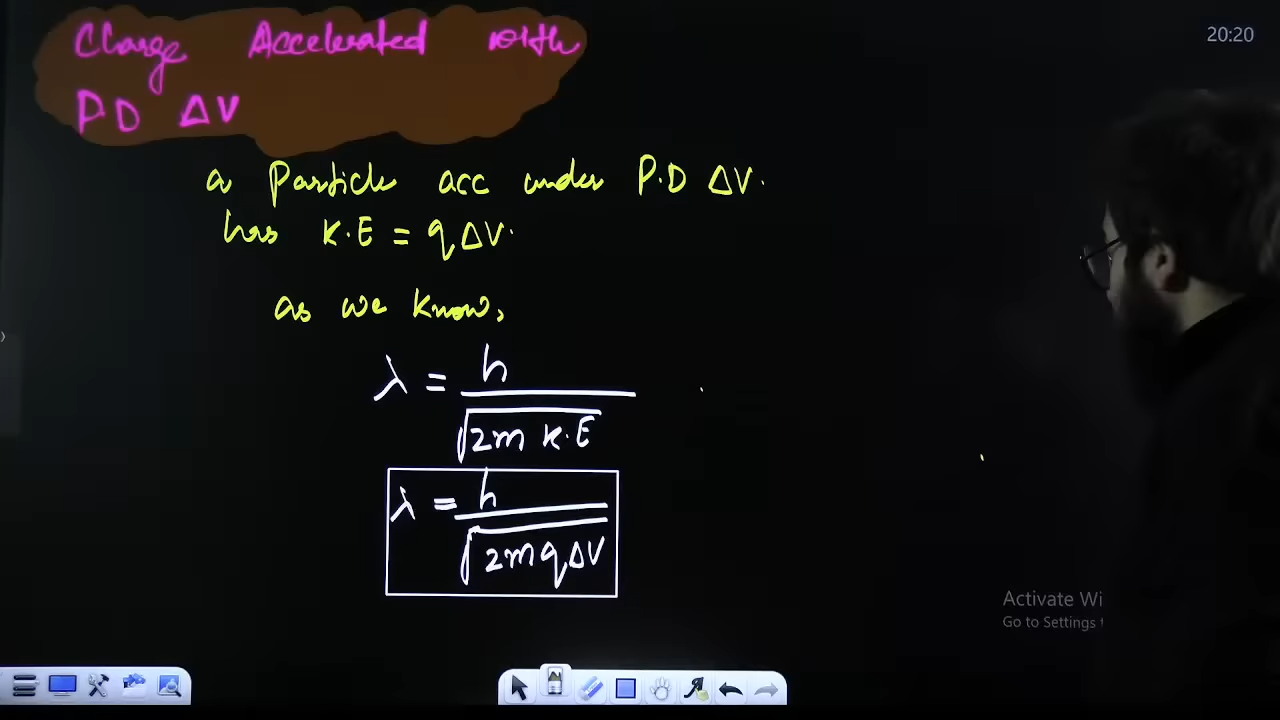 Charge Accelerated with
PD ΔV
20:20
a Particle acc under P.D ΔV.
has K.E = qΔV.
as we know,
λ = h / √2m K.E
λ = h / √2mqΔV
Activate Wi
Go to Settings